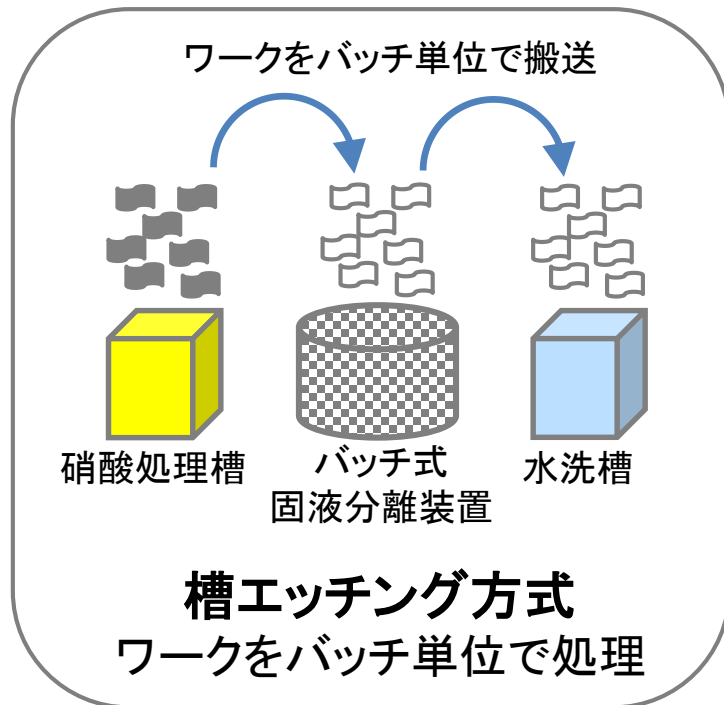 ワークをバッチ単位で搬送
硝酸処理槽
バッチ式
固液分離装置
水洗槽
槽エッチング方式
ワークをバッチ単位で処理